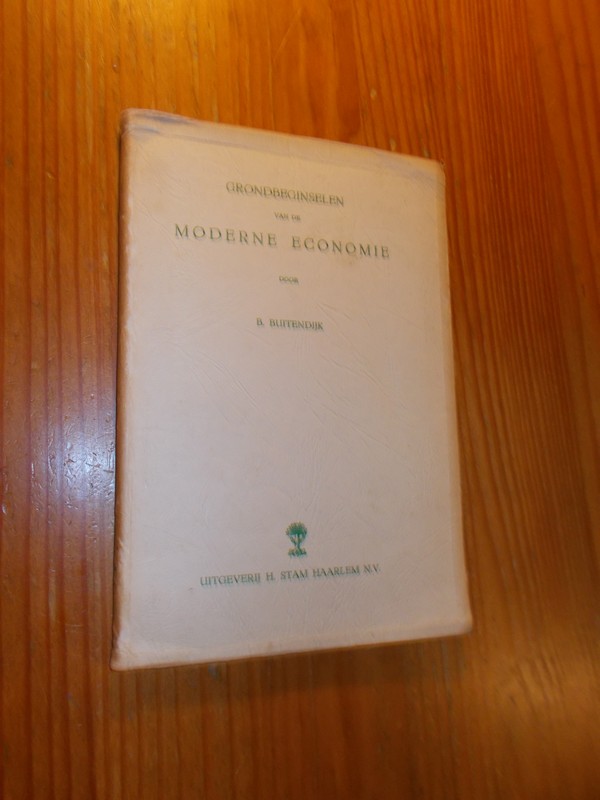 GRONDBEGINSELEN
VAN DE
MODERNE ECONOMIE
DOOR
B. BUITENDIJK
UITGEVERIJ H. STAM HAARLEM N.V.